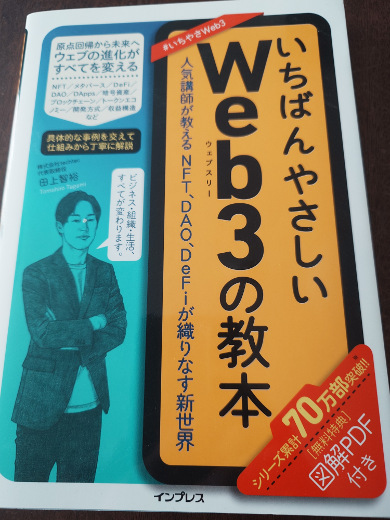 #いちやさWeb3
いちばんやさしい
Web3の教本
ウェブスリー
人気講師が教えるNFT、DAO、DeFiが織りなす新世界
原点回帰から未来へ
ウェブの進化が
すべてを変える
NFT／メタバース／DeFi／
DAO／DApps／暗号資産／
ブロックチェーン／トークンエコ
ノミー／開発方式／収益構造
など
具体的な事例を交えて
仕組みから丁寧に解説
代表取締役
田上智裕
ビジネス・組織・生活、
すべてが変わります。
シリーズ累計70万部突破!!
[無料特典]
図解PDF
付き
インプレス